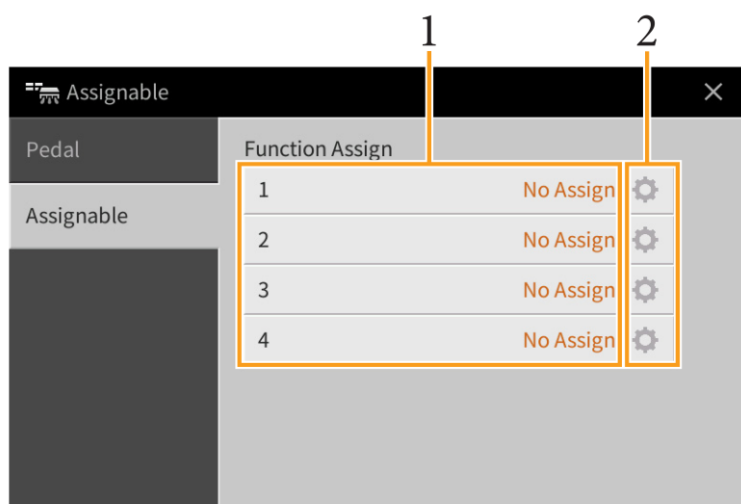 1 2
Assignable
Pedal
Function Assign
1 No Assign
Assignable
2 No Assign
3 No Assign
4 No Assign